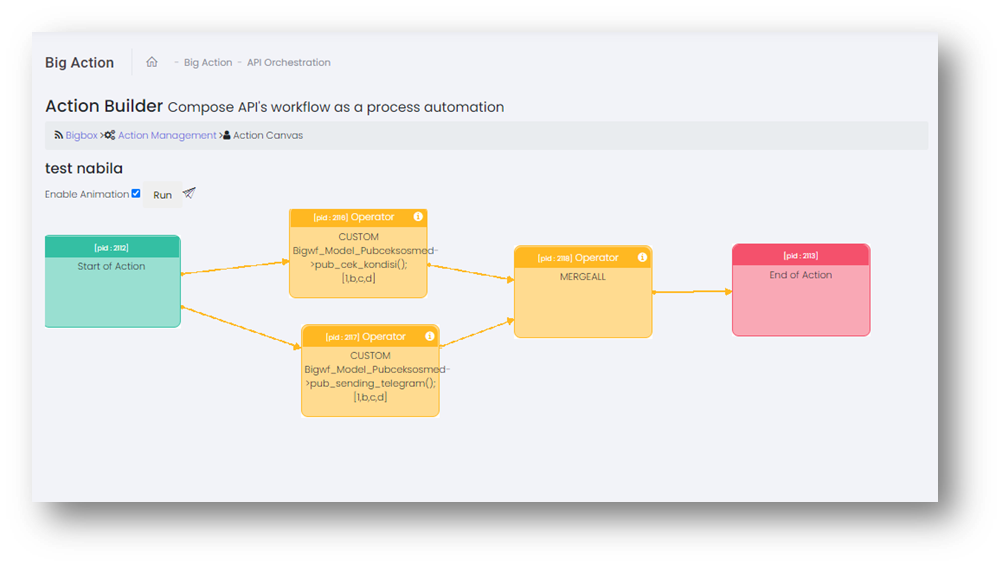 Big Action
- Big Action - API Orchestration
Action Builder Compose API's workflow as a process automation
Bigbox > Action Management > Action Canvas
test nabila
Enable Animation Run
[pid : 2112]
Start of Action
[pid : 2116] Operator
CUSTOM
Bigwf_Model_Pubceksosmed-
>pub_cek_kondisi();
[1,b,c,d]
[pid : 2117] Operator
CUSTOM
Bigwf_Model_Pubceksosmed-
>pub_sending_telegram();
[1,b,c,d]
[pid : 2118] Operator
MERGEALL
[pid : 2113]
End of Action